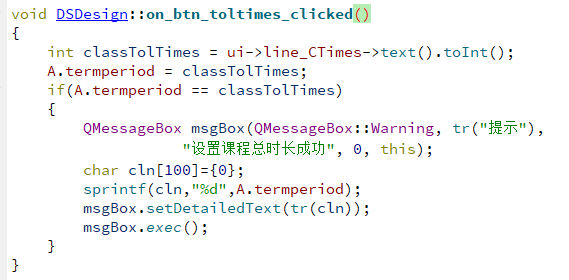 void DSDesign::on_btn_toltimes_clicked()
{
    int classTolTimes = ui->line_CTimes->text().toInt();
    A.termperiod = classTolTimes;
    if(A.termperiod == classTolTimes)
    {
        QMessageBox msgBox(QMessageBox::Warning, tr("提示"),
                    "设置课程总时长成功", 0, this);
        char cln[100]={0};
        sprintf(cln,"%d",A.termperiod);
        msgBox.setDetailedText(tr(cln));
        msgBox.exec();
    }
}